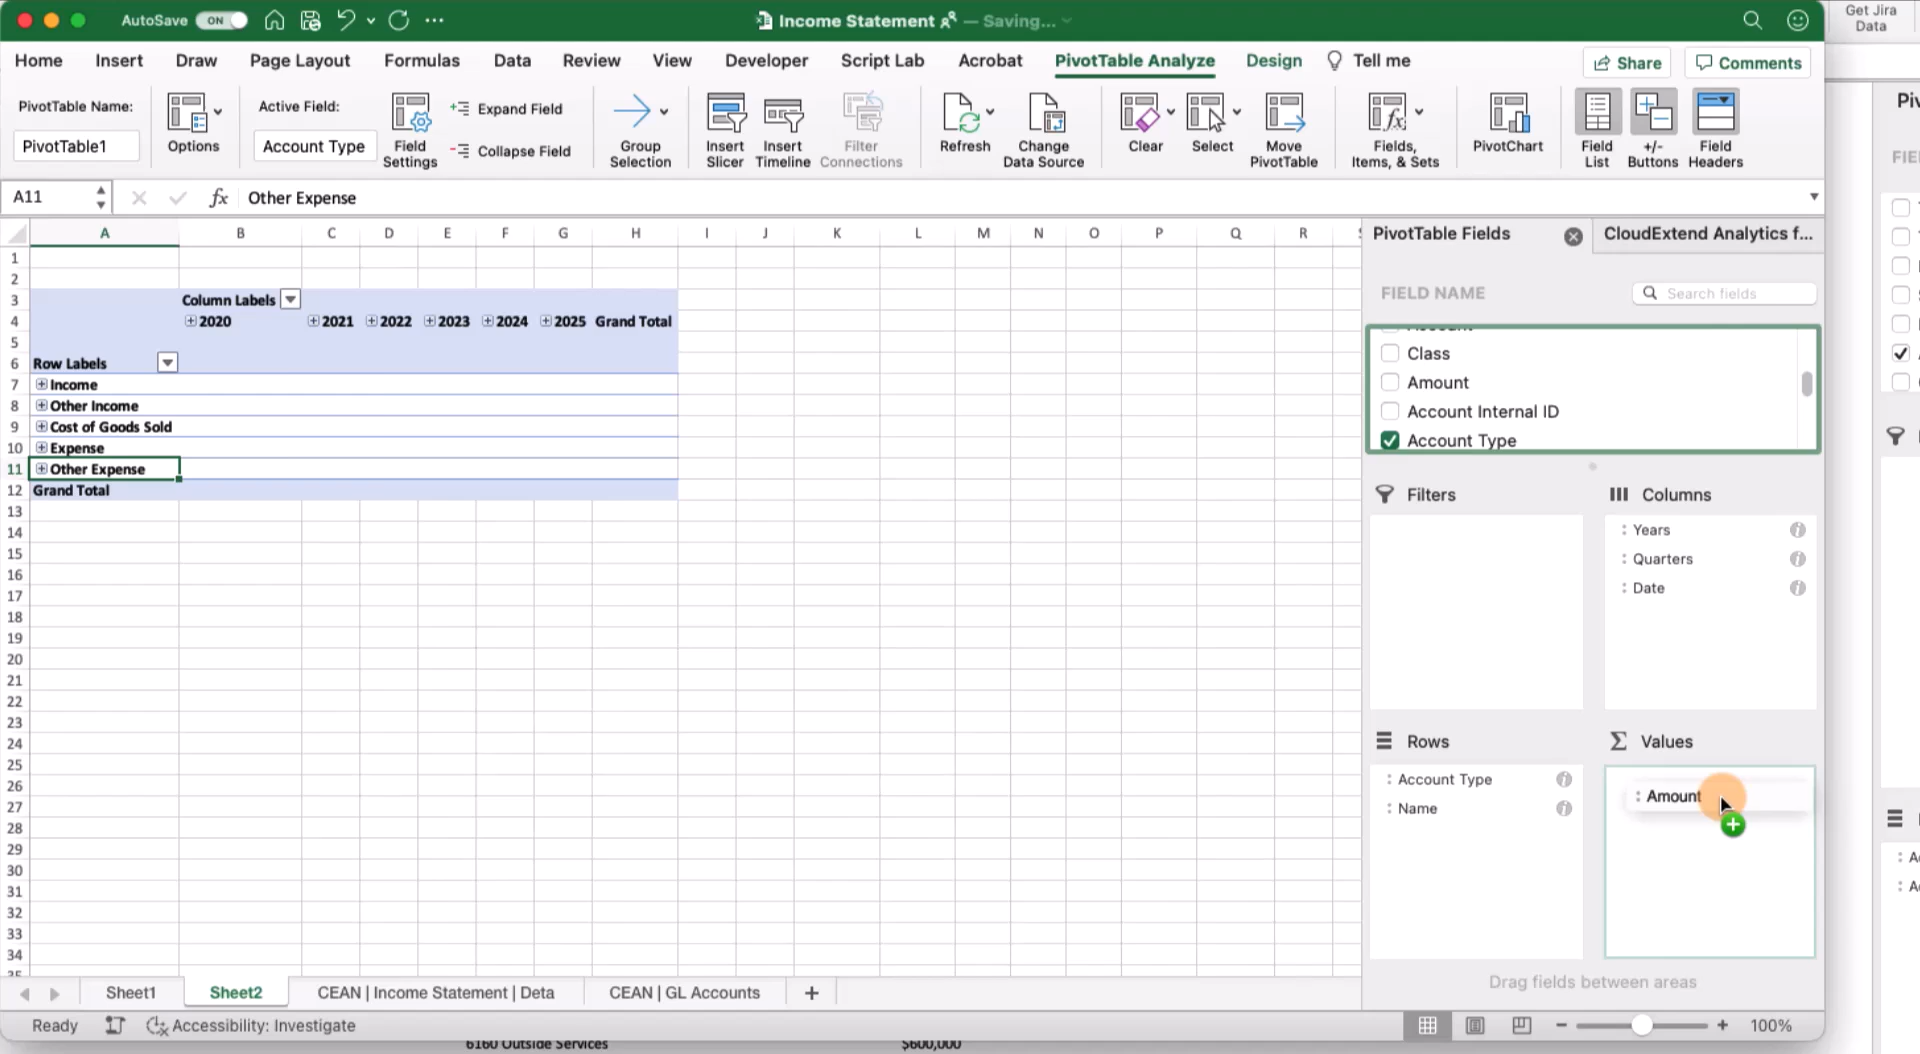 AutoSave ON Income Statement — Saving...
Get Jira
Data
Home Insert Draw Page Layout Formulas Data Review View Developer Script Lab Acrobat PivotTable Analyze Design Tell me Share Comments
PivotTable Name:
PivotTable1
Options
Active Field:
Account Type
Field
Settings
Expand Field
Collapse Field
Group
Selection
Insert
Slicer
Insert
Timeline
Filter
Connections
Refresh
Change
Data Source
Clear
Select
Move
PivotTable
Fields,
Items, & Sets
PivotChart
Field
List
+/-
Buttons
Field
Headers
A11 fx Other Expense
A B C D E F G H I J K L M N O P Q R
1
2
3 Column Labels
4 2020 2021 2022 2023 2024 2025 Grand Total
5
6 Row Labels
7 Income
8 Other Income
9 Cost of Goods Sold
10 Expense
11 Other Expense
12 Grand Total
13
14
15
16
17
18
19
20
21
22
23
24
25
26
27
28
29
30
31
32
33
34
35
PivotTable Fields
CloudExtend Analytics f...
FIELD NAME
Search fields
Account
Class
Amount
Account Internal ID
Account Type
Filters
Columns
Years
Quarters
Date
Rows
Account Type
Name
Values
Amount
Drag fields between areas
Sheet1 Sheet2 CEAN | Income Statement | Deta CEAN | GL Accounts +
Ready Accessibility: Investigate 100%
6160 Outside Services $600,000